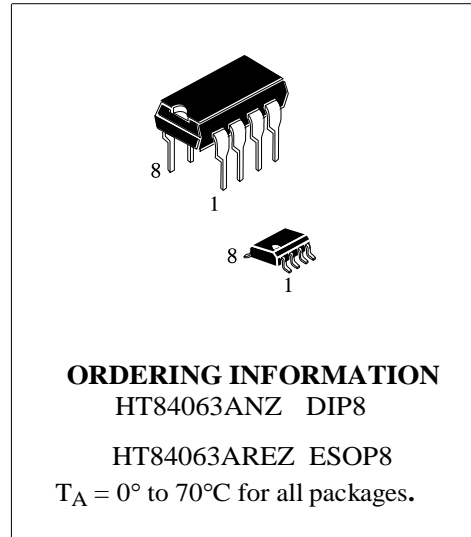 8
1
8
1
ORDERING INFORMATION
HT84063ANZ DIP8
HT84063AREZ ESOP8
TA = 0° to 70°C for all packages.